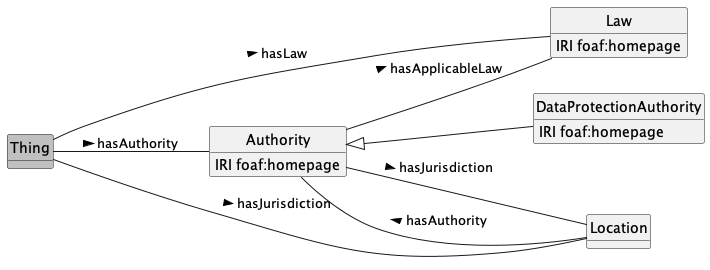 Law
IRI foaf:homepage
hasLaw
hasApplicableLaw
DataProtectionAuthority
IRI foaf:homepage
Thing
hasAuthority
Authority
IRI foaf:homepage
hasJurisdiction
hasJurisdiction
hasAuthority
Location